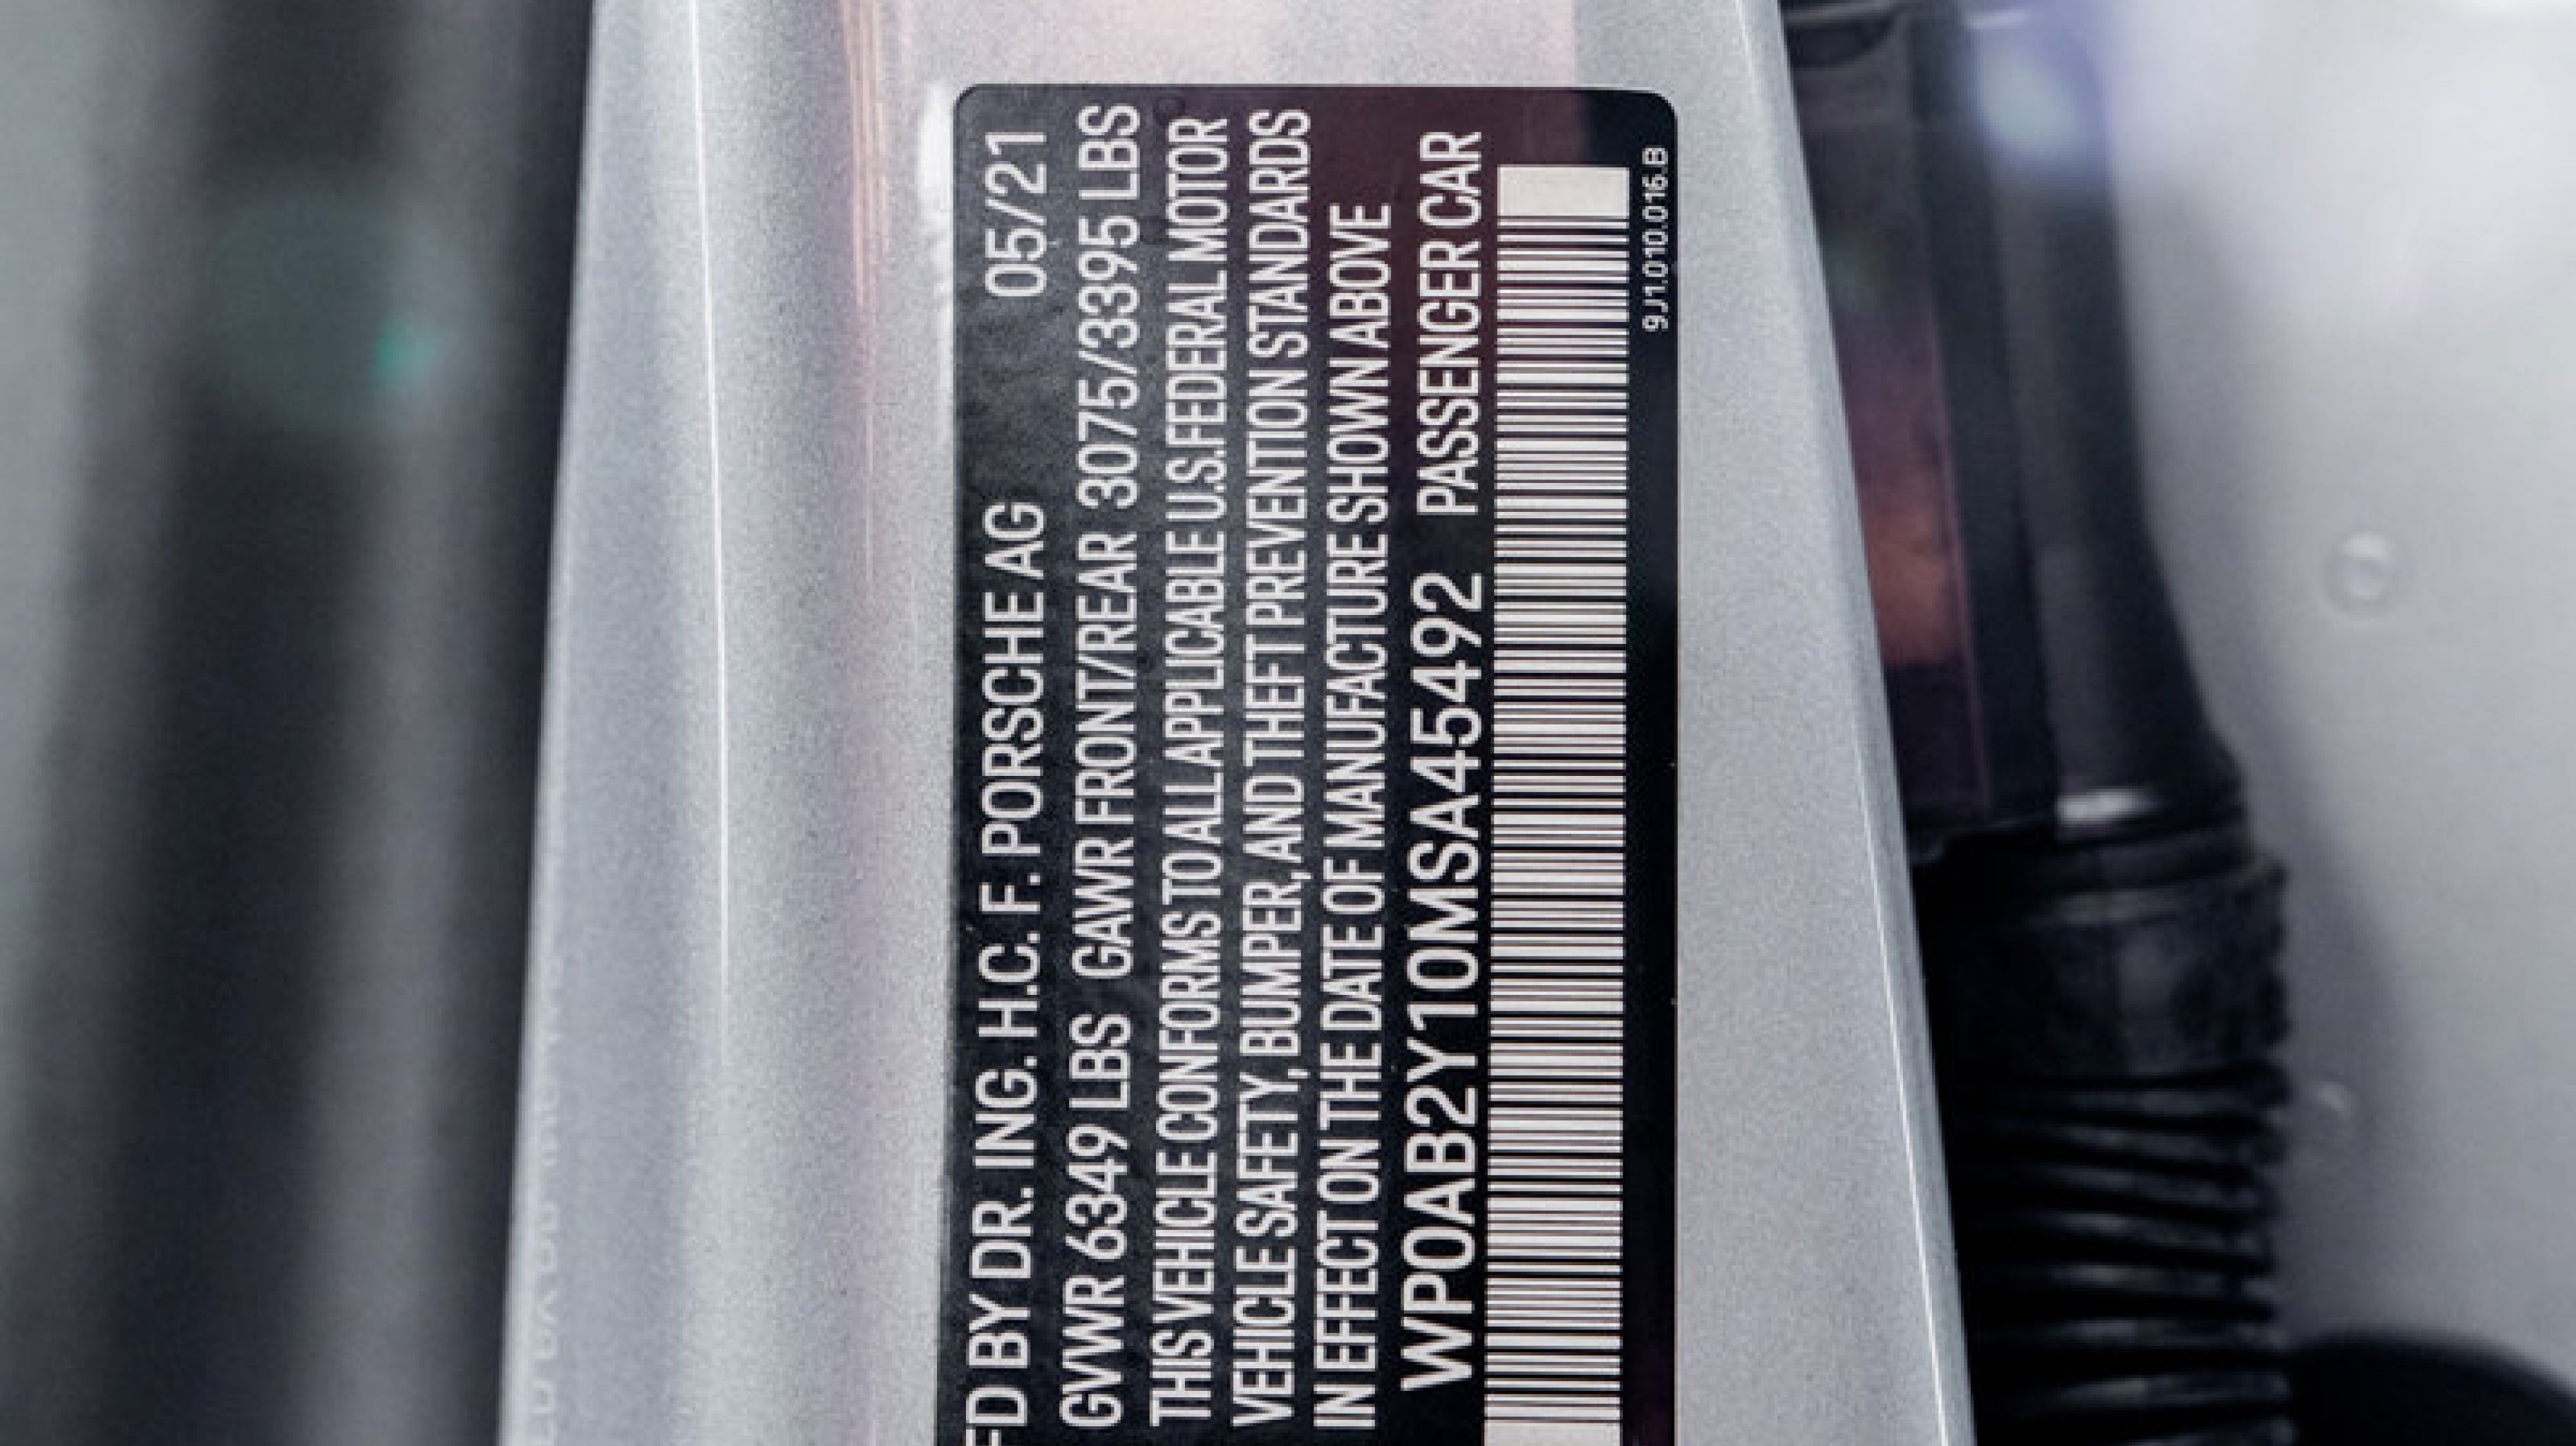 BY DR. ING. H.C. F. PORSCHE AG 05/21
GVWR 6349 LBS GAWR FRONT/REAR 3075/3395 LBS
THIS VEHICLE CONFORMS TO ALL APPLICABLE U.S. FEDERAL MOTOR
VEHICLE SAFETY, BUMPER, AND THEFT PREVENTION STANDARDS
IN EFFECT ON THE DATE OF MANUFACTURE SHOWN ABOVE
WP0AB2Y10MSA45492 PASSENGER CAR
9J1.010.016.B